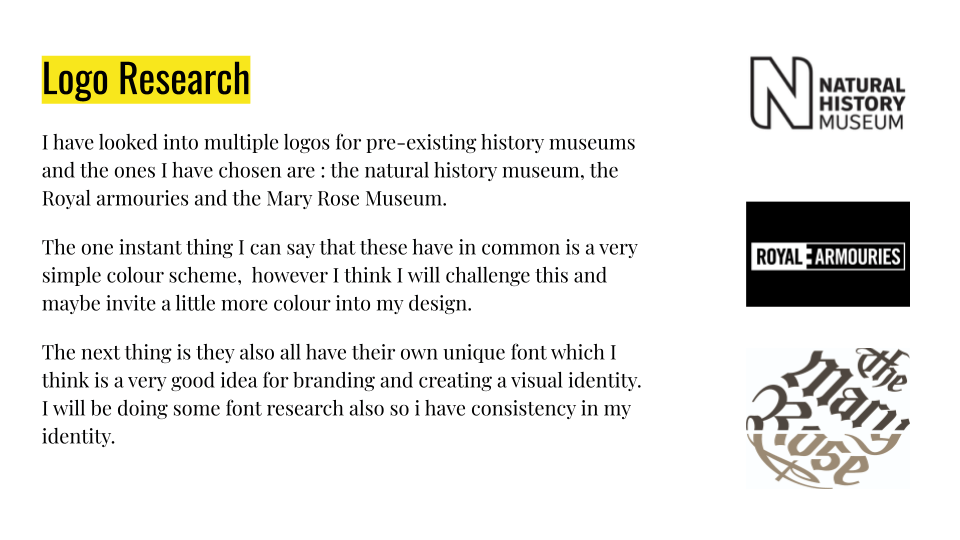 Logo Research
I have looked into multiple logos for pre-existing history museums
and the ones I have chosen are : the natural history museum, the
Royal armouries and the Mary Rose Museum.
The one instant thing I can say that these have in common is a very
simple colour scheme,  however I think I will challenge this and
maybe invite a little more colour into my design.
The next thing is they also all have their own unique font which I
think is a very good idea for branding and creating a visual identity.
I will be doing some font research also so i have consistency in my
identity.
N
NATURAL
HISTORY
MUSEUM
ROYAL ARMOURIES
the
Mary
Rose